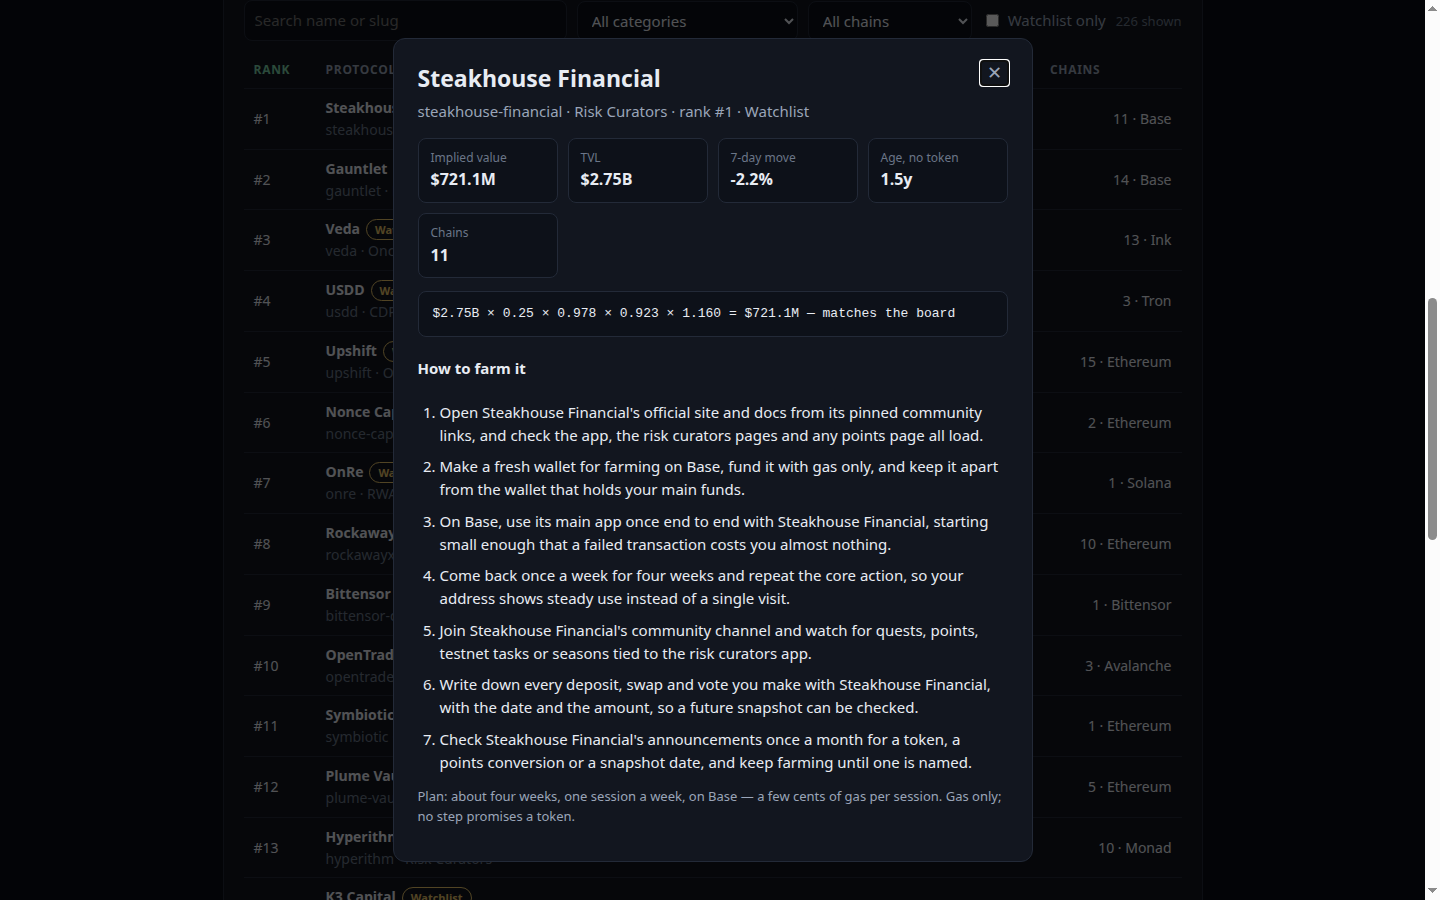 Search name or slug
All categories
All chains
Watchlist only
226 shown
RANK
PROTOCOL
CHAINS
Steakhouse Financial
steakhouse-financial · Risk Curators · rank #1 · Watchlist
Implied value
$721.1M
TVL
$2.75B
7-day move
-2.2%
Age, no token
1.5y
Chains
11
$2.75B × 0.25 × 0.978 × 0.923 × 1.160 = $721.1M — matches the board
How to farm it
1. Open Steakhouse Financial's official site and docs from its pinned community
links, and check the app, the risk curators pages and any points page all load.
2. Make a fresh wallet for farming on Base, fund it with gas only, and keep it apart
from the wallet that holds your main funds.
3. On Base, use its main app once end to end with Steakhouse Financial, starting
small enough that a failed transaction costs you almost nothing.
4. Come back once a week for four weeks and repeat the core action, so your
address shows steady use instead of a single visit.
5. Join Steakhouse Financial's community channel and watch for quests, points,
testnet tasks or seasons tied to the risk curators app.
6. Write down every deposit, swap and vote you make with Steakhouse Financial,
with the date and the amount, so a future snapshot can be checked.
7. Check Steakhouse Financial's announcements once a month for a token, a
points conversion or a snapshot date, and keep farming until one is named.
Plan: about four weeks, one session a week, on Base — a few cents of gas per session. Gas only;
no step promises a token.
#1
11 · Base
#2
Gauntlet
gauntlet ·
14 · Base
#3
Veda
veda ·
13 · Ink
#4
USDD
usdd · CDP
3 · Tron
#5
Upshift
upshift ·
15 · Ethereum
#6
Nonce
2 · Ethereum
#7
OnRe
onre · RWA
1 · Solana
#8
Rockaway
10 · Ethereum
#9
Bittensor
1 · Bittensor
#10
3 · Avalanche
#11
Symbiotic
symbiotic
1 · Ethereum
#12
Plume
5 · Ethereum
#13
10 · Monad
K3 Capital
Watchlist